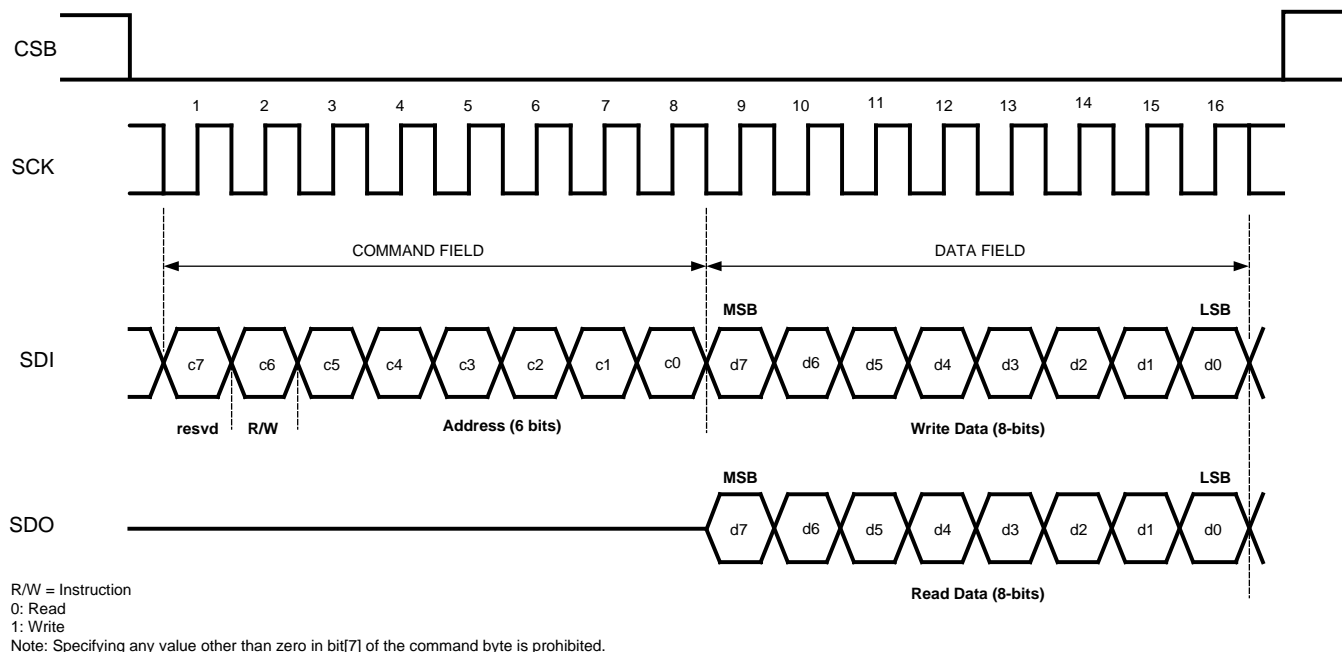 CSB
1 2 3 4 5 6 7 8 9 10 11 12 13 14 15 16
SCK
COMMAND FIELD DATA FIELD
MSB LSB
SDI c7 c6 c5 c4 c3 c2 c1 c0 d7 d6 d5 d4 d3 d2 d1 d0
resvd R/W Address (6 bits) Write Data (8-bits)
MSB LSB
SDO d7 d6 d5 d4 d3 d2 d1 d0
Read Data (8-bits)
R/W = Instruction
0: Read
1: Write
Note: Specifying any value other than zero in bit[7] of the command byte is prohibited.